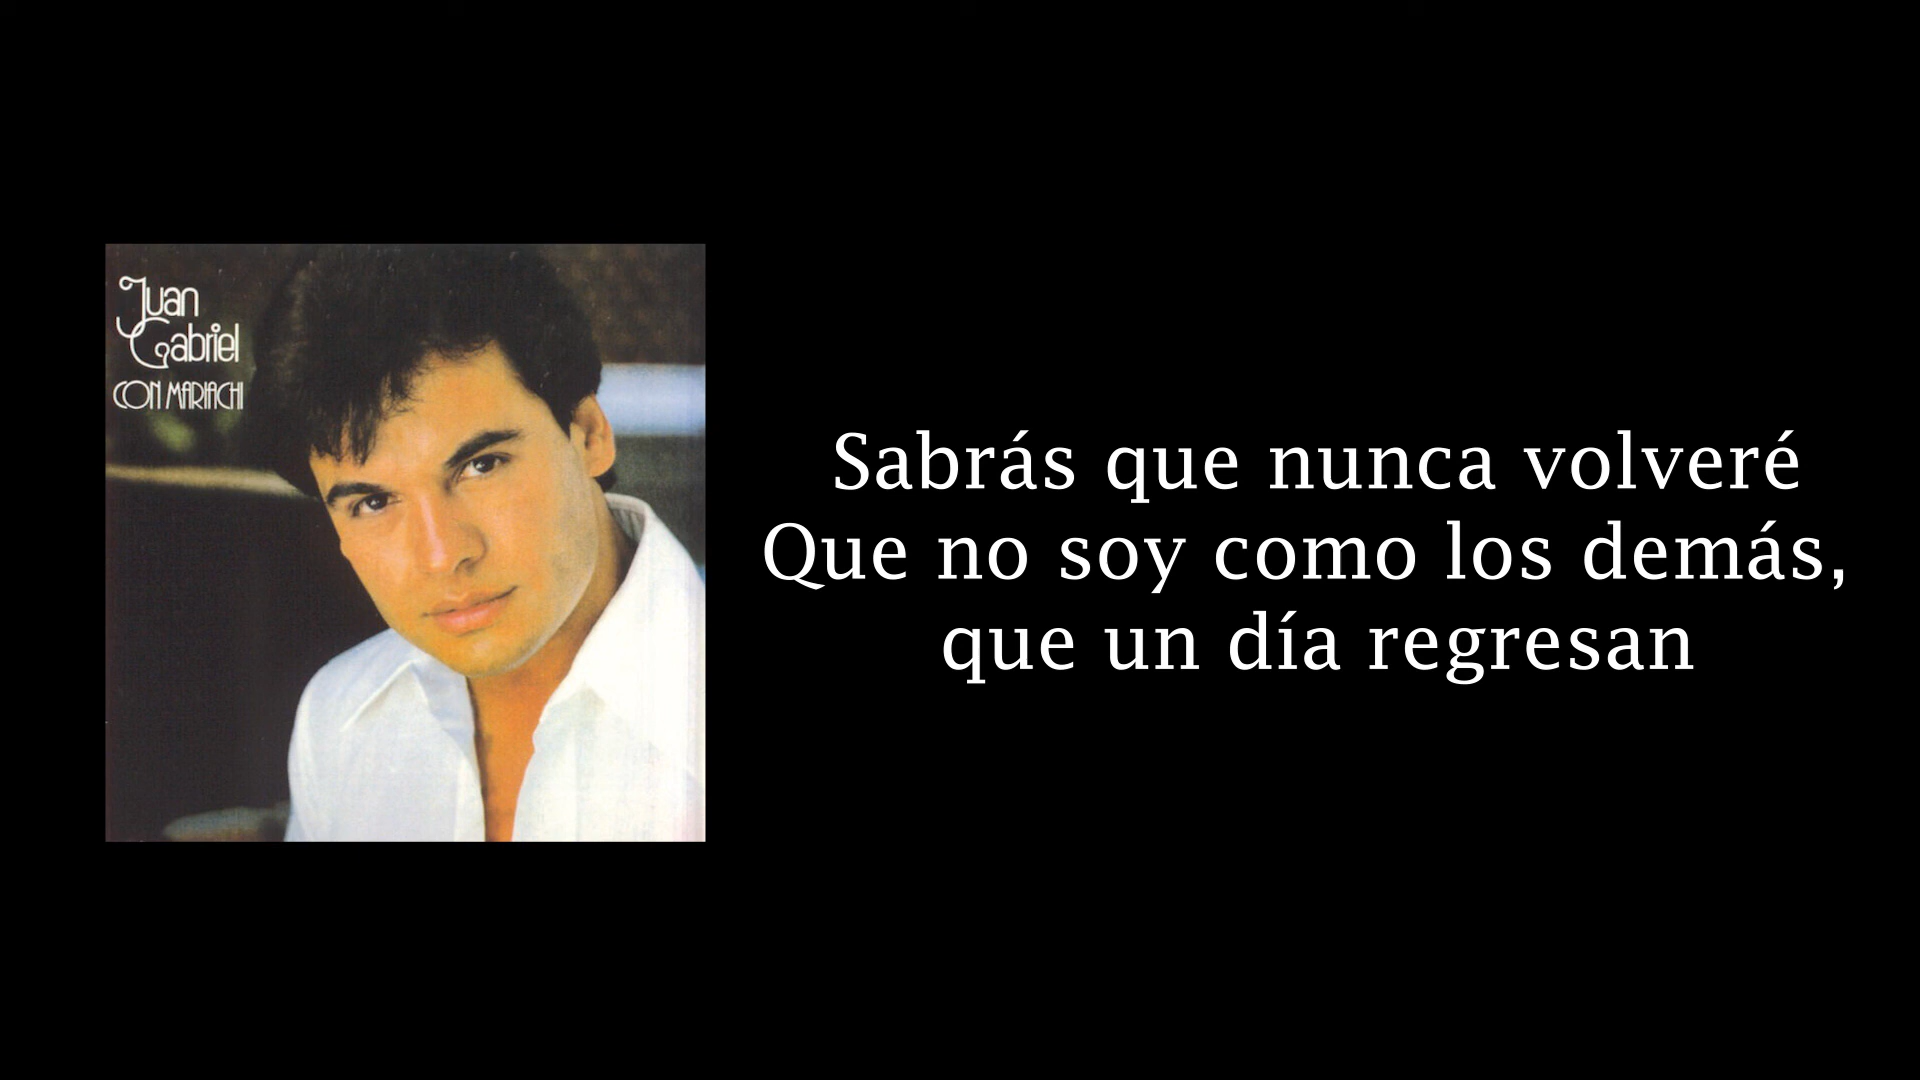 Juan
Gabriel
CON MARIACHI
Sabrás que nunca volveré
Que no soy como los demás,
que un día regresan